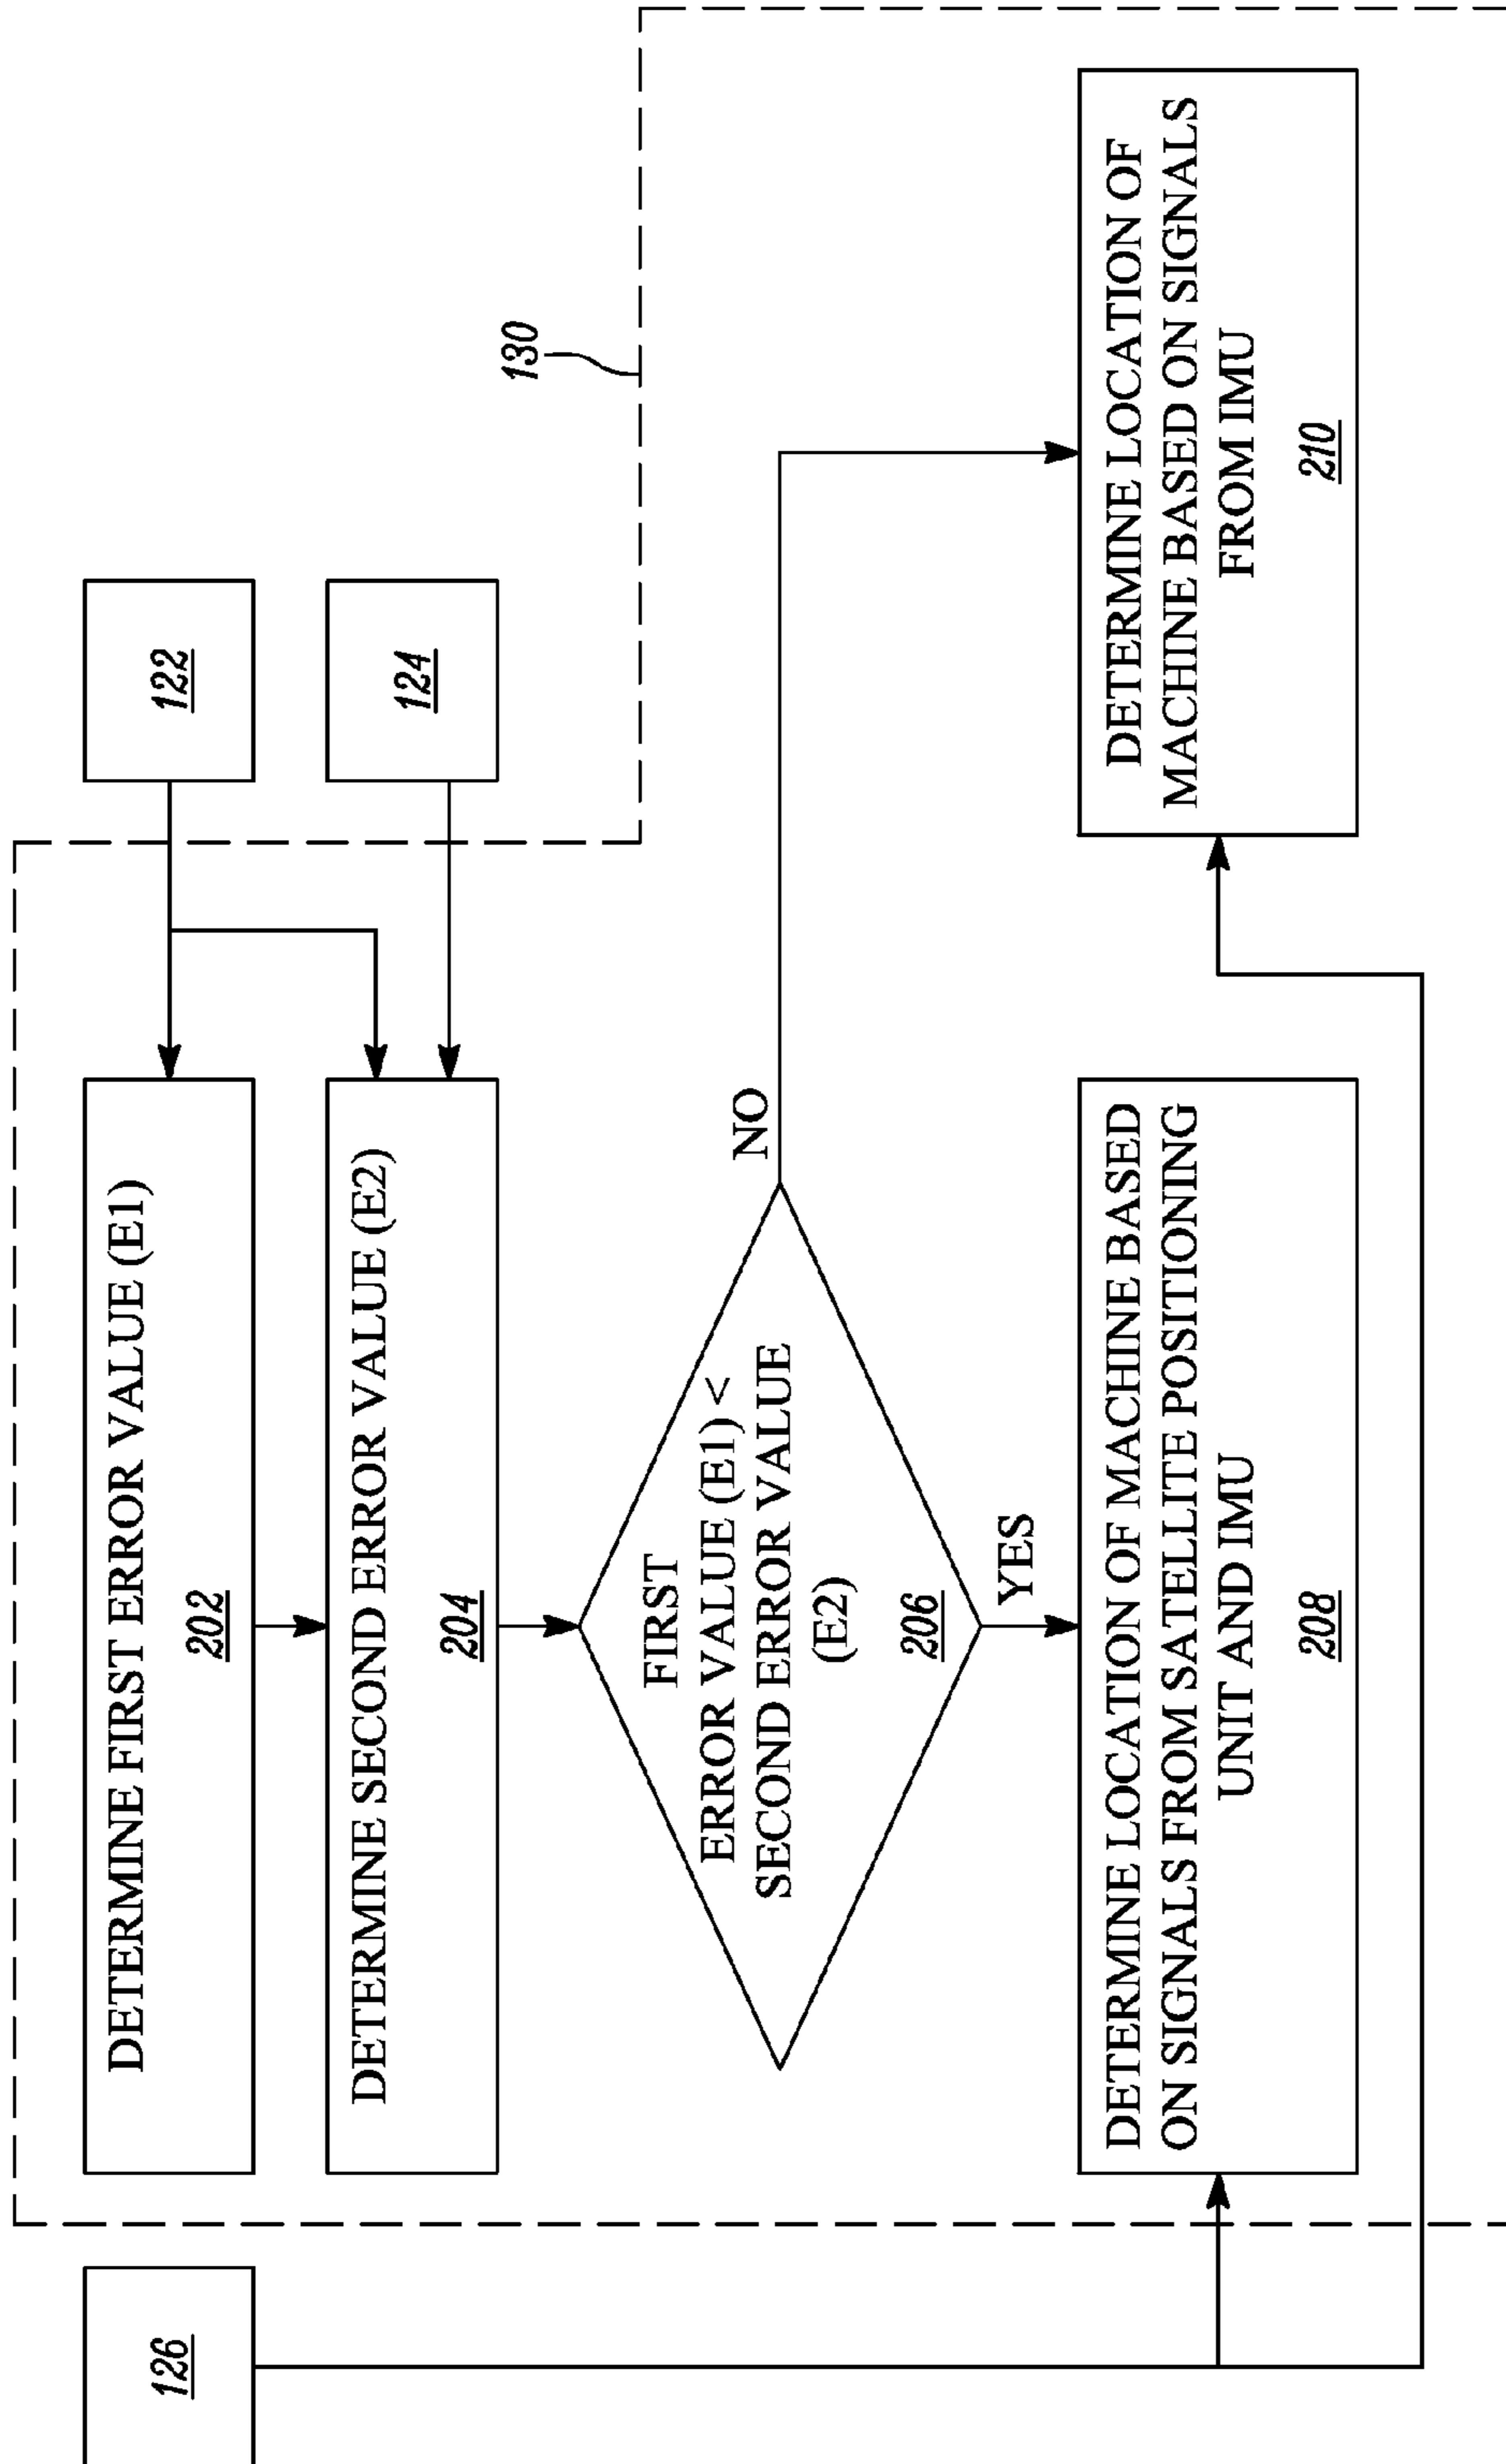 126
DETERMINE FIRST ERROR VALUE (E1)
202
122
DETERMINE SECOND ERROR VALUE (E2)
204
124
130
FIRST
ERROR VALUE (E1) <
SECOND ERROR VALUE
(E2)
206
NO
YES
DETERMINE LOCATION OF MACHINE BASED
ON SIGNALS FROM SATELLITE POSITIONING
UNIT AND IMU
208
DETERMINE LOCATION OF
MACHINE BASED ON SIGNALS
FROM IMU
210